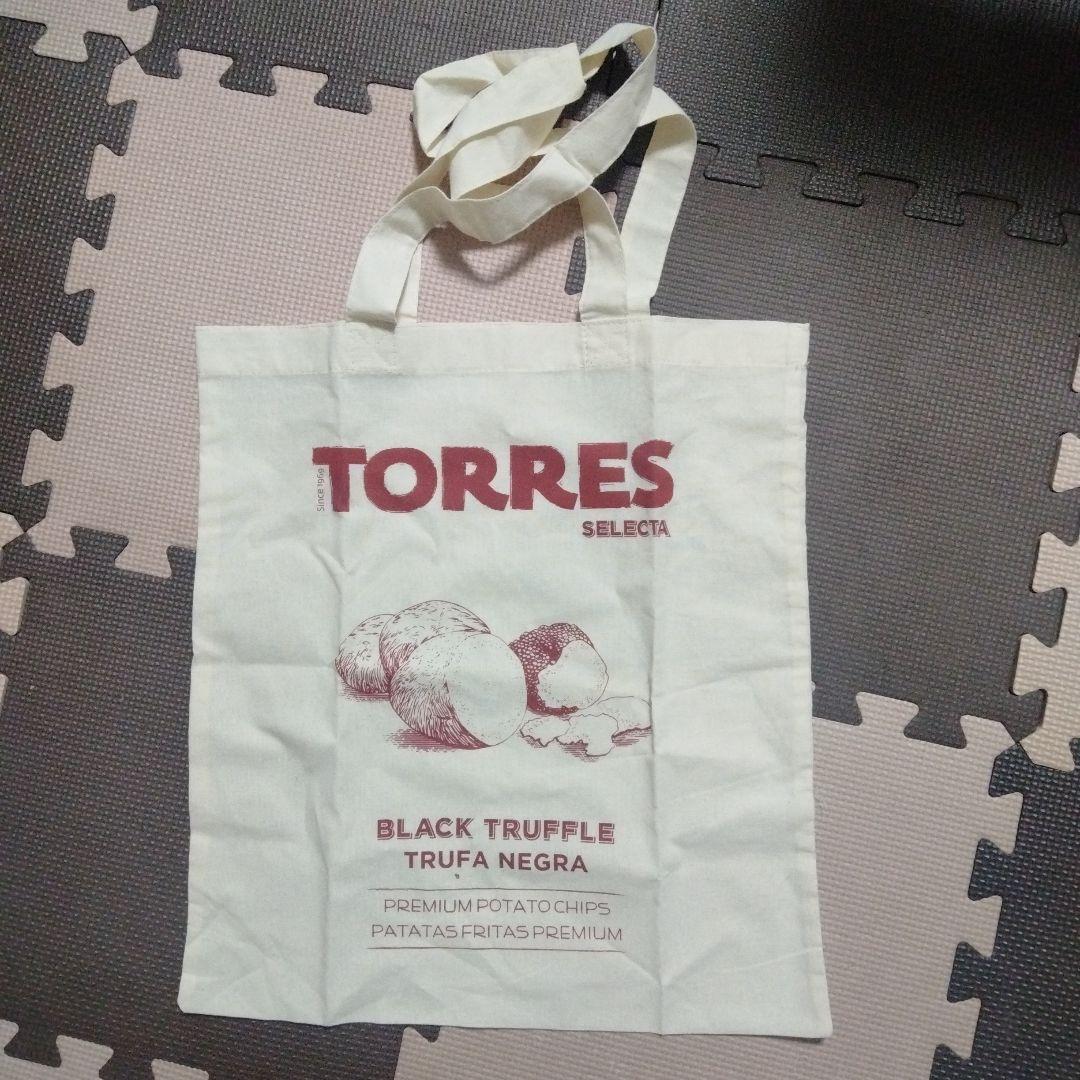 Since 1969
TORRES
SELECTA
BLACK TRUFFLE
TRUFA NEGRA
PREMIUM POTATO CHIPS
PATATAS FRITAS PREMIUM